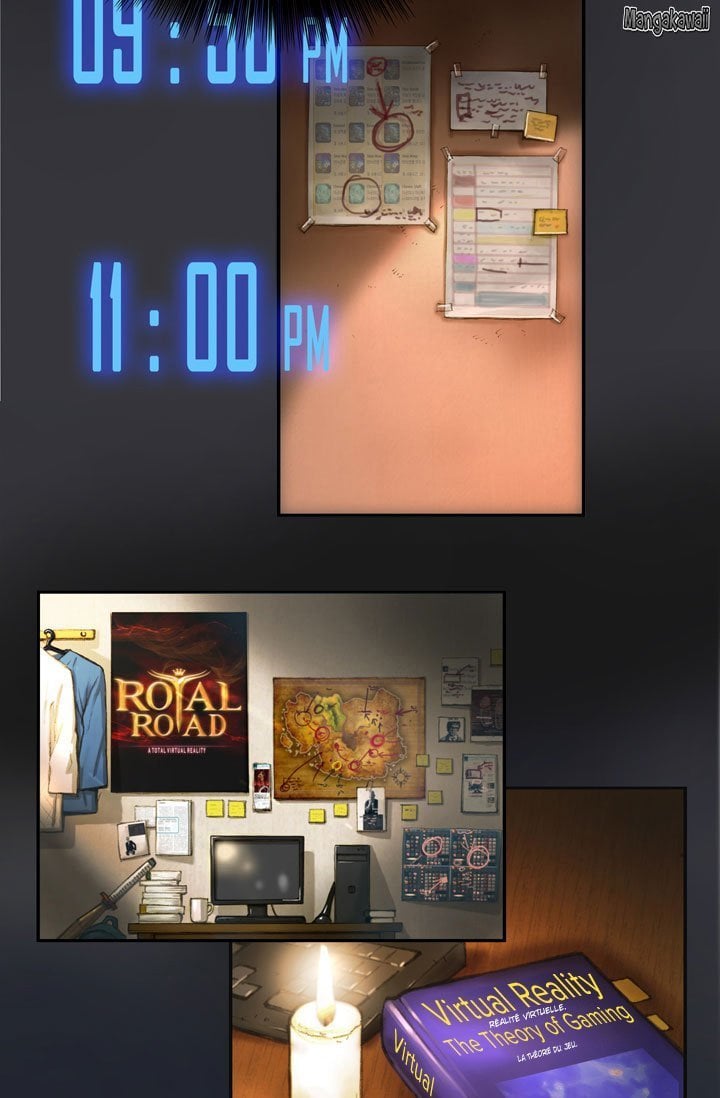 Mangakawaii
09:30 PM
11:00 PM
ROYAL
ROAD
A TOTAL VIRTUAL REALITY
Virtual Reality
RÉALITÉ VIRTUELLE.
The Theory of Gaming
LA THÉORIE DU JEU.
Virtual